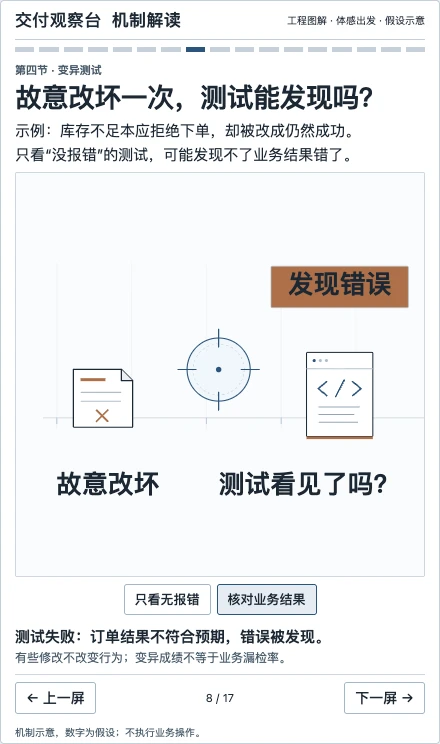 交付观察台 机制解读
工程图解 · 体感出发 · 假设示意
第四节 · 变异测试
故意改坏一次，测试能发现吗？
示例：库存不足本应拒绝下单，却被改成仍然成功。
只看“没报错”的测试，可能发现不了业务结果错了。
发现错误
</>
故意改坏
测试看见了吗？
只看无报错
核对业务结果
测试失败：订单结果不符合预期，错误被发现。
有些修改不改变行为；变异成绩不等于业务漏检率。
← 上一屏
8 / 17
下一屏 →
机制示意，数字为假设；不执行业务操作。